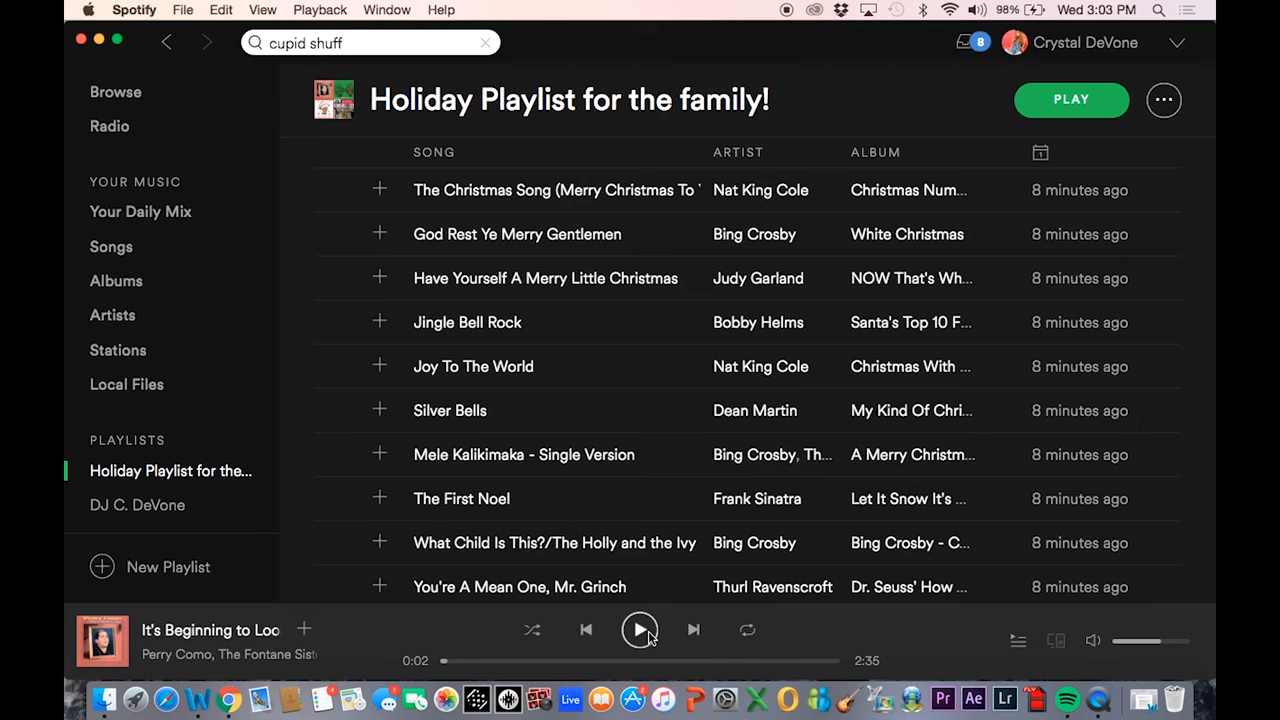 Spotify File Edit View Playback Window Help 98% Wed 3:03 PM
cupid shuff 8 Crystal DeVone
Browse
Radio
YOUR MUSIC
Your Daily Mix
Songs
Albums
Artists
Stations
Local Files
PLAYLISTS
Holiday Playlist for the...
DJ C. DeVone
New Playlist
Holiday Playlist for the family! PLAY
SONG ARTIST ALBUM
The Christmas Song (Merry Christmas To Nat King Cole Christmas Num... 8 minutes ago
God Rest Ye Merry Gentlemen Bing Crosby White Christmas 8 minutes ago
Have Yourself A Merry Little Christmas Judy Garland NOW That's Wh... 8 minutes ago
Jingle Bell Rock Bobby Helms Santa's Top 10 F... 8 minutes ago
Joy To The World Nat King Cole Christmas With ... 8 minutes ago
Silver Bells Dean Martin My Kind Of Chri... 8 minutes ago
Mele Kalikimaka - Single Version Bing Crosby, Th... A Merry Christm... 8 minutes ago
The First Noel Frank Sinatra Let It Snow It's ... 8 minutes ago
What Child Is This?/The Holly and the Ivy Bing Crosby Bing Crosby - C... 8 minutes ago
You're A Mean One, Mr. Grinch Thurl Ravenscroft Dr. Seuss' How ... 8 minutes ago
It's Beginning to Loo
Perry Como, The Fontane Sist
0:02 2:35
Live Pr Ae Lr